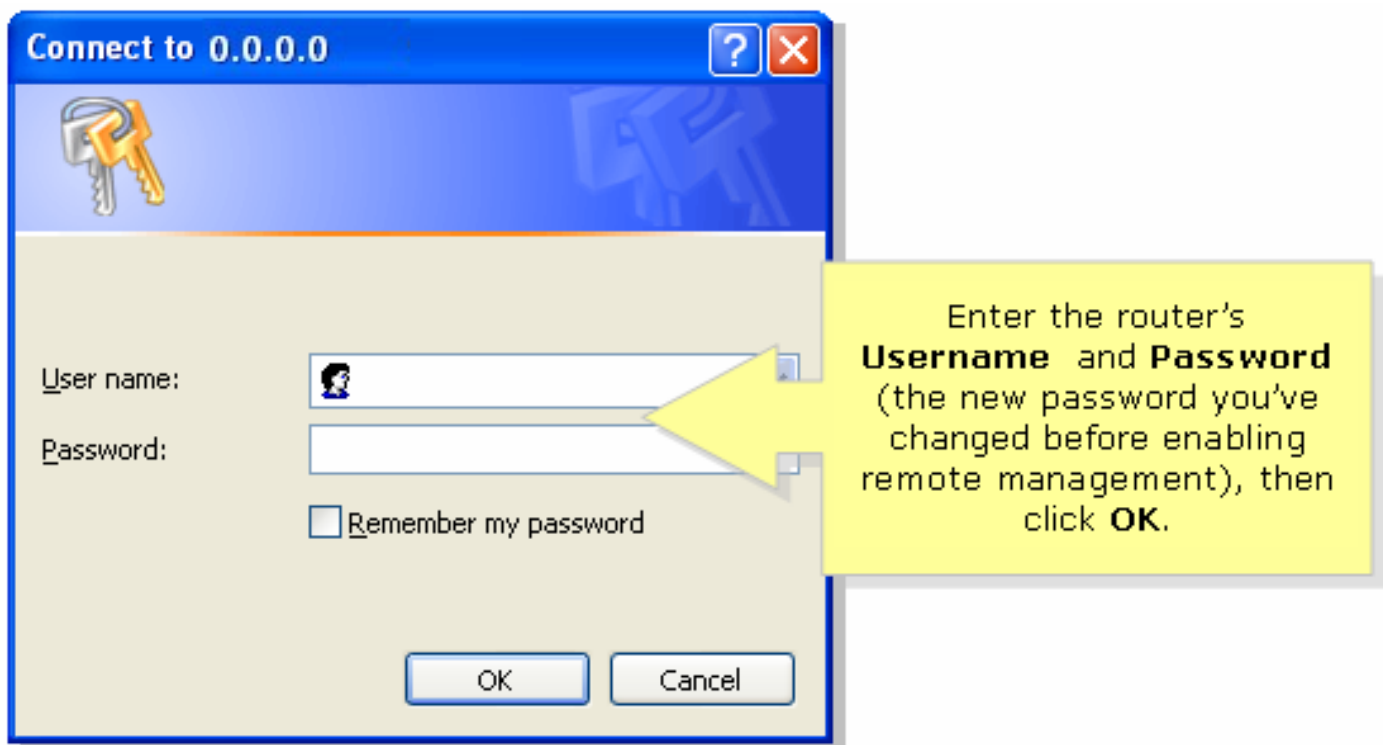 Connect to 0.0.0.0
User name:
Password:
Remember my password
OK
Cancel
Enter the router's
Username and Password
(the new password you've
changed before enabling
remote management), then
click OK.